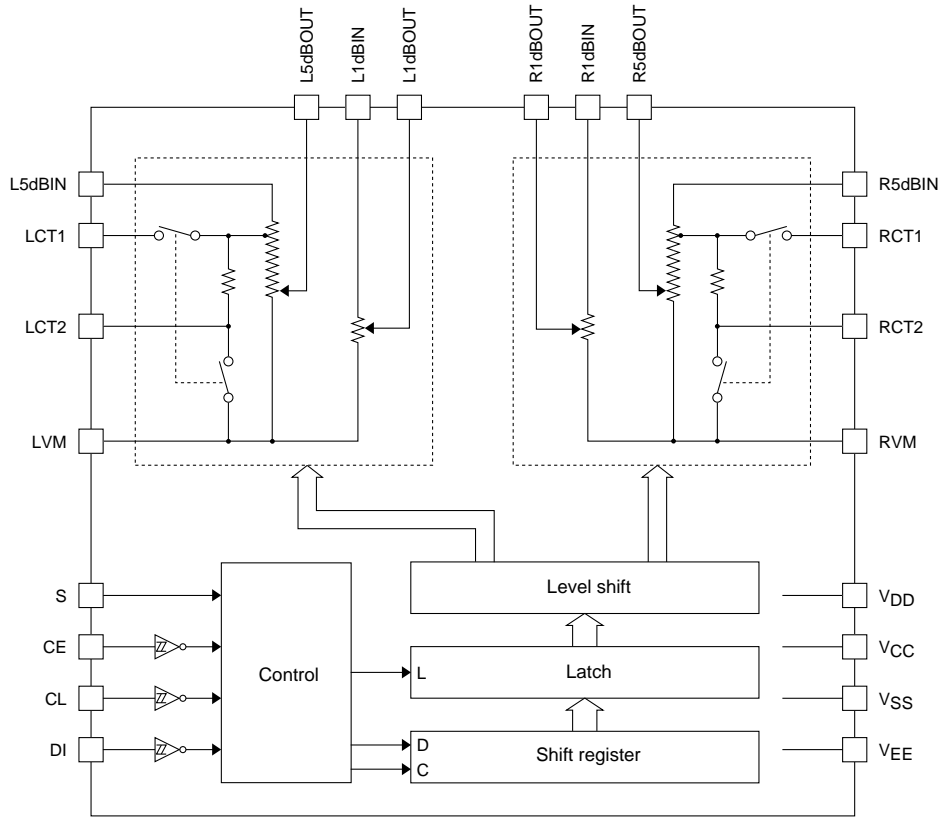 L5dBOUT
L1dBIN
L1dBOUT
R1dBOUT
R1dBIN
R5dBOUT
L5dBIN
R5dBIN
LCT1
RCT1
LCT2
RCT2
LVM
RVM
S
Level shift
VDD
CE
VCC
Control
L
Latch
CL
VSS
DI
D
C
Shift register
VEE